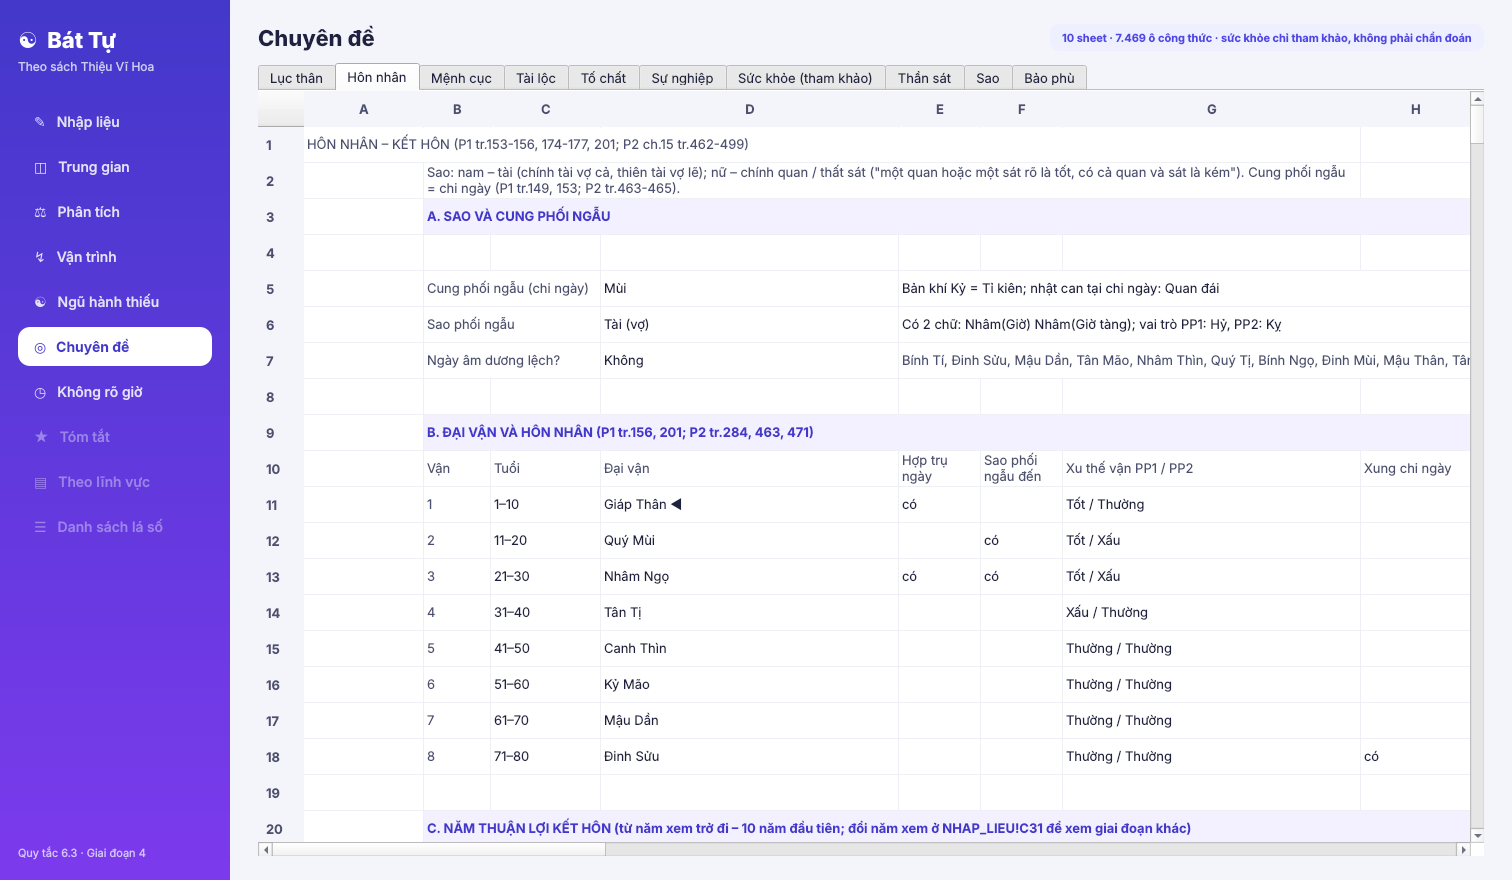 ☯ Bát Tự
Theo sách Thiệu Vĩ Hoa
Nhập liệu
Trung gian
Phân tích
Vận trình
Ngũ hành thiếu
Chuyên đề
Không rõ giờ
Tóm tắt
Theo lĩnh vực
Danh sách lá số
Quy tắc 6.3 · Giai đoạn 4
Chuyên đề
10 sheet · 7.469 ô công thức · sức khỏe chỉ tham khảo, không phải chẩn đoán
Lục thân Hôn nhân Mệnh cục Tài lộc Tố chất Sự nghiệp Sức khỏe (tham khảo) Thần sát Sao Bảo phù
A B C D E F G H
1 HÔN NHÂN – KẾT HÔN (P1 tr.153-156, 174-177, 201; P2 ch.15 tr.462-499)
2 Sao: nam – tài (chính tài vợ cả, thiên tài vợ lẽ); nữ – chính quan / thất sát ("một quan hoặc một sát rõ là tốt, có cả quan và sát là kém"). Cung phối ngẫu
= chi ngày (P1 tr.149, 153; P2 tr.463-465).
3 A. SAO VÀ CUNG PHỐI NGẪU
4
5 Cung phối ngẫu (chi ngày) Mùi Bản khí Kỷ = Tỉ kiên; nhật can tại chi ngày: Quan đái
6 Sao phối ngẫu Tài (vợ) Có 2 chữ: Nhâm(Giờ) Nhâm(Giờ tàng); vai trò PP1: Hỷ, PP2: Kỵ
7 Ngày âm dương lệch? Không Bính Tí, Đinh Sửu, Mậu Dần, Tân Mão, Nhâm Thìn, Quý Tị, Bính Ngọ, Đinh Mùi, Mậu Thân, Tân
8
9 B. ĐẠI VẬN VÀ HÔN NHÂN (P1 tr.156, 201; P2 tr.284, 463, 471)
10 Vận Tuổi Đại vận Hợp trụ ngày Sao phối ngẫu đến Xu thế vận PP1 / PP2 Xung chi ngày
11 1 1–10 Giáp Thân ◀ có Tốt / Thường
12 2 11–20 Quý Mùi có Tốt / Xấu
13 3 21–30 Nhâm Ngọ có có Tốt / Xấu
14 4 31–40 Tân Tị Xấu / Thường
15 5 41–50 Canh Thìn Thường / Thường
16 6 51–60 Kỷ Mão Thường / Thường
17 7 61–70 Mậu Dần Thường / Thường
18 8 71–80 Đinh Sửu Thường / Thường có
19
20 C. NĂM THUẬN LỢI KẾT HÔN (từ năm xem trở đi – 10 năm đầu tiên; đổi năm xem ở NHAP_LIEU!C31 để xem giai đoạn khác)